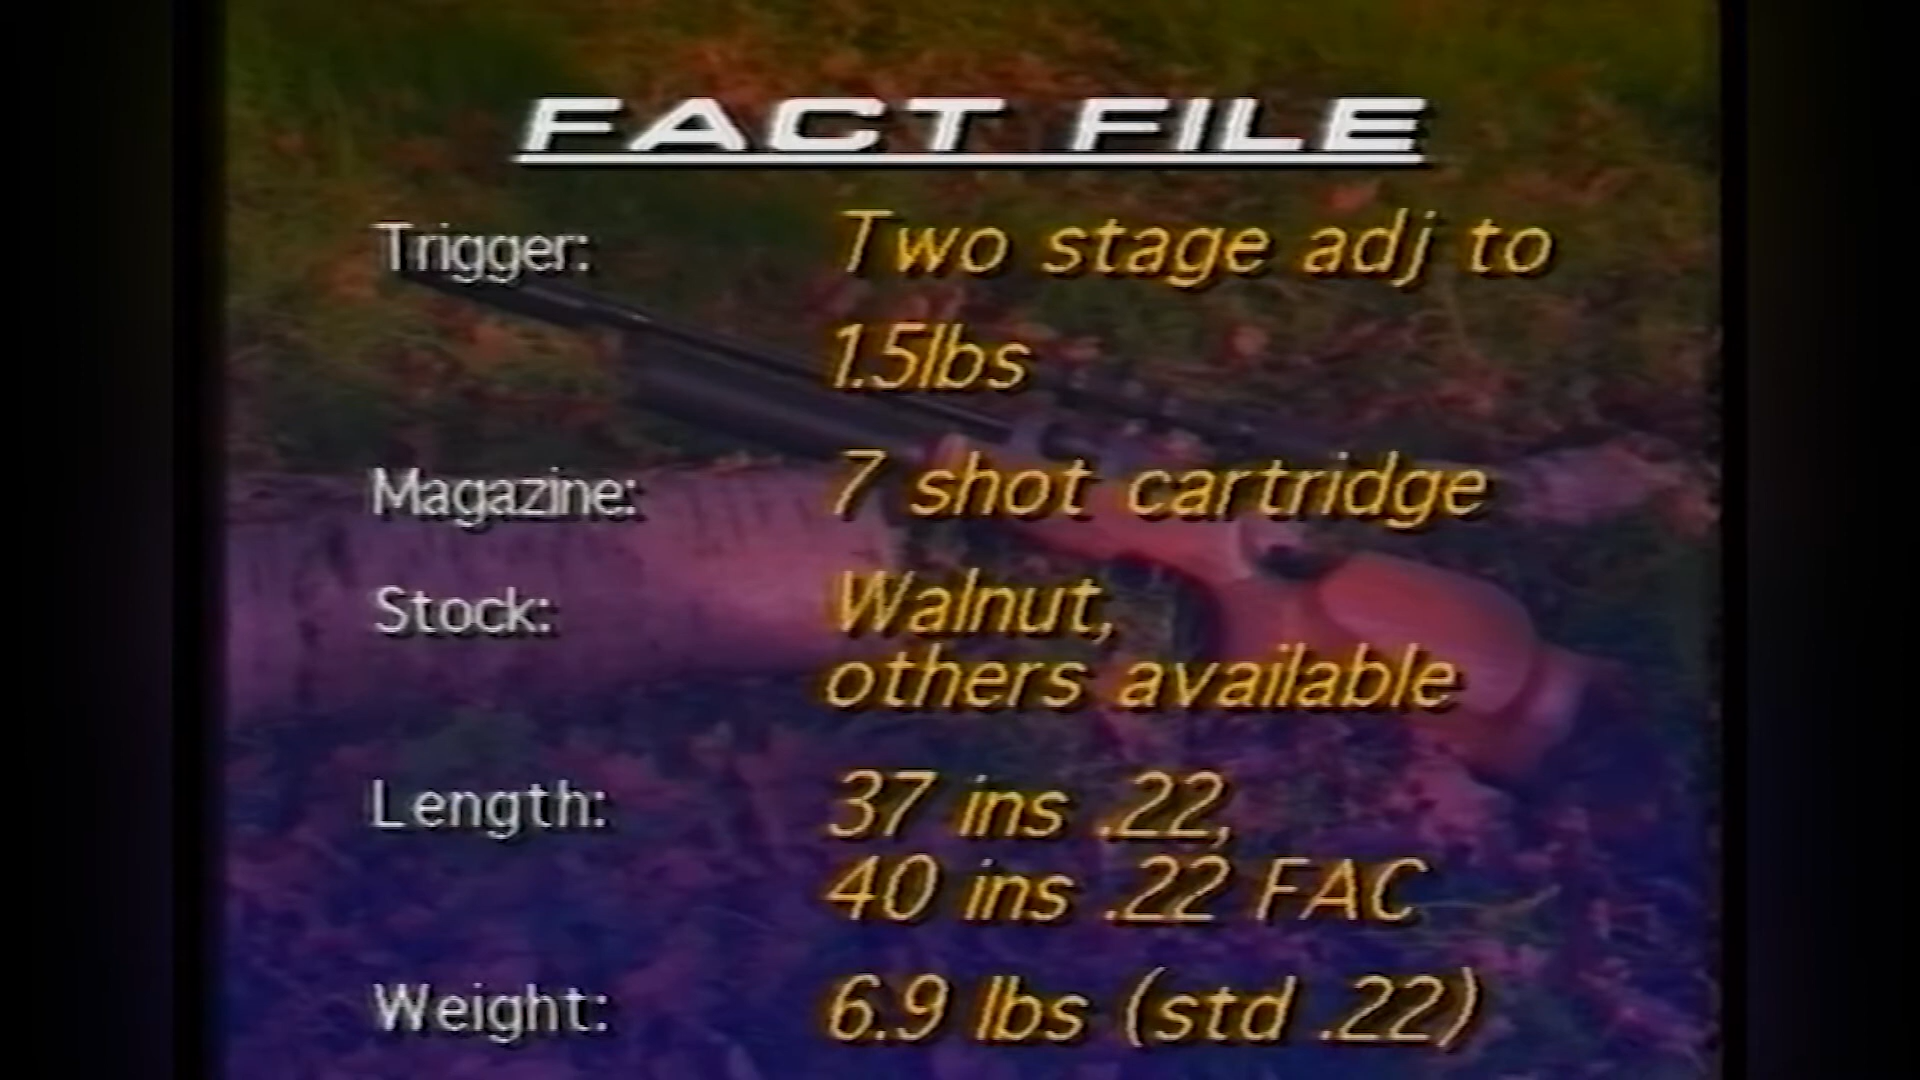 FACT FILE
Trigger: Two stage adj to
1.5lbs
Magazine: 7 shot cartridge
Stock: Walnut,
others available
Length: 37 ins .22,
40 ins .22 FAC
Weight: 6.9 lbs (std .22)